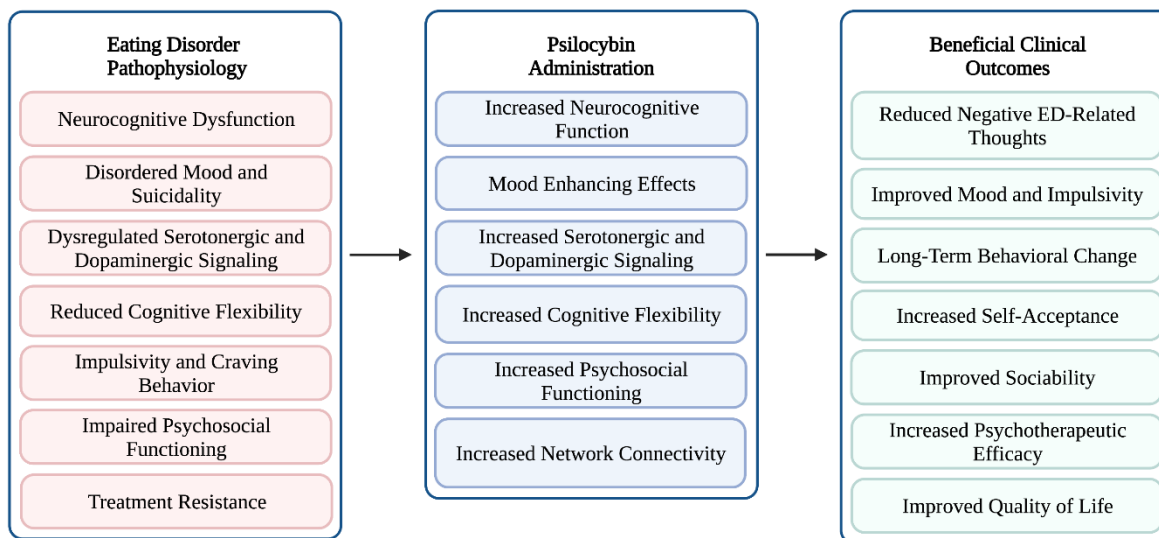 Eating Disorder
Pathophysiology
Neurocognitive Dysfunction
Disordered Mood and
Suicidality
Dysregulated Serotonergic and
Dopaminergic Signaling
Reduced Cognitive Flexibility
Impulsivity and Craving
Behavior
Impaired Psychosocial
Functioning
Treatment Resistance
Psilocybin
Administration
Increased Neurocognitive
Function
Mood Enhancing Effects
Increased Serotonergic and
Dopaminergic Signaling
Increased Cognitive Flexibility
Increased Psychosocial
Functioning
Increased Network Connectivity
Beneficial Clinical
Outcomes
Reduced Negative ED-Related
Thoughts
Improved Mood and Impulsivity
Long-Term Behavioral Change
Increased Self-Acceptance
Improved Sociability
Increased Psychotherapeutic
Efficacy
Improved Quality of Life